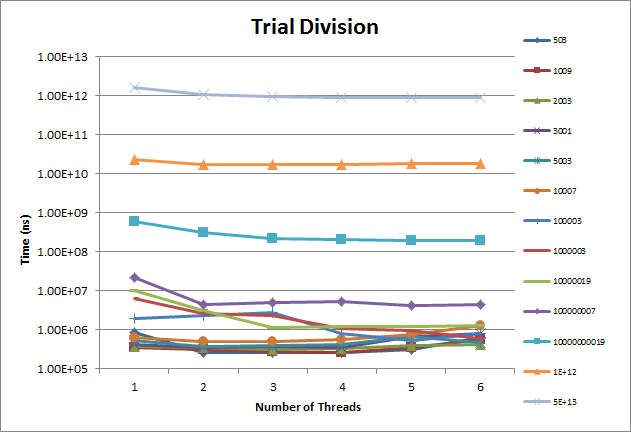 Trial Division
1.00E+13
1.00E+12
1.00E+11
1.00E+10
1.00E+09
1.00E+08
1.00E+07
1.00E+06
1.00E+05
Time (ns)
1 2 3 4 5 6
Number of Threads
503
1009
2003
3001
5003
10007
100003
1000003
10000019
100000007
10000000019
1E+12
5E+13